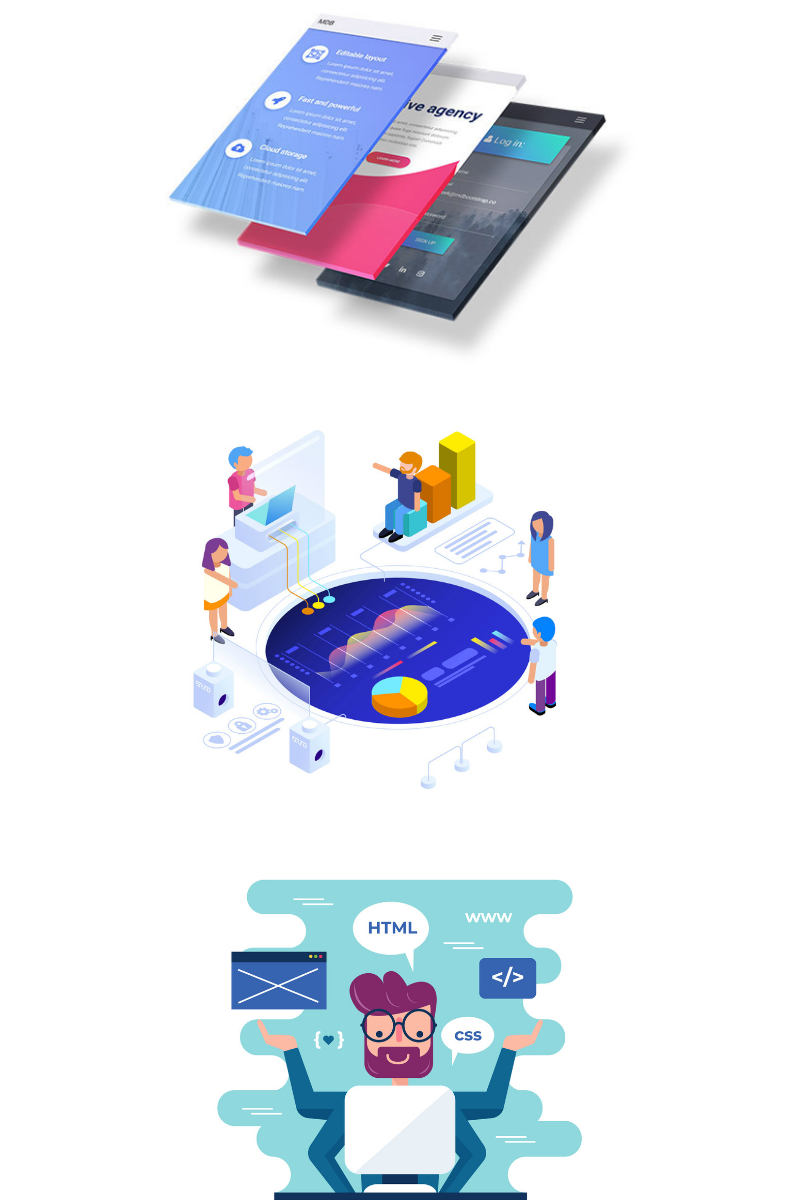 MDB
Editable layout
Lorem ipsum dolor sit amet,
consectetur adipisicing elit.
Reprehenderit maiores nam.
Fast and powerful
Lorem ipsum dolor sit amet,
consectetur adipisicing elit.
Reprehenderit maiores nam.
Cloud storage
Lorem ipsum dolor sit amet,
consectetur adipisicing elit.
Reprehenderit maiores nam.
ive agency
LEARN MORE
Log in:
SIGN UP
in
HTML
www
</>
{ }
CSS